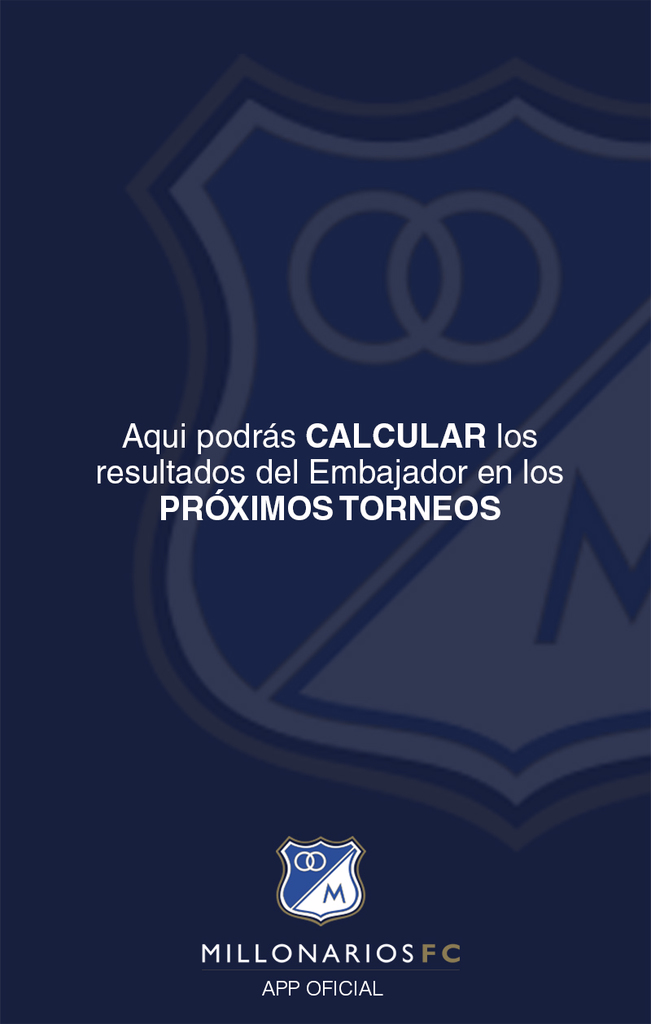 Aqui podrás CALCULAR los
resultados del Embajador en los
PRÓXIMOS TORNEOS
M
M
MILLONARIOS FC
APP OFICIAL